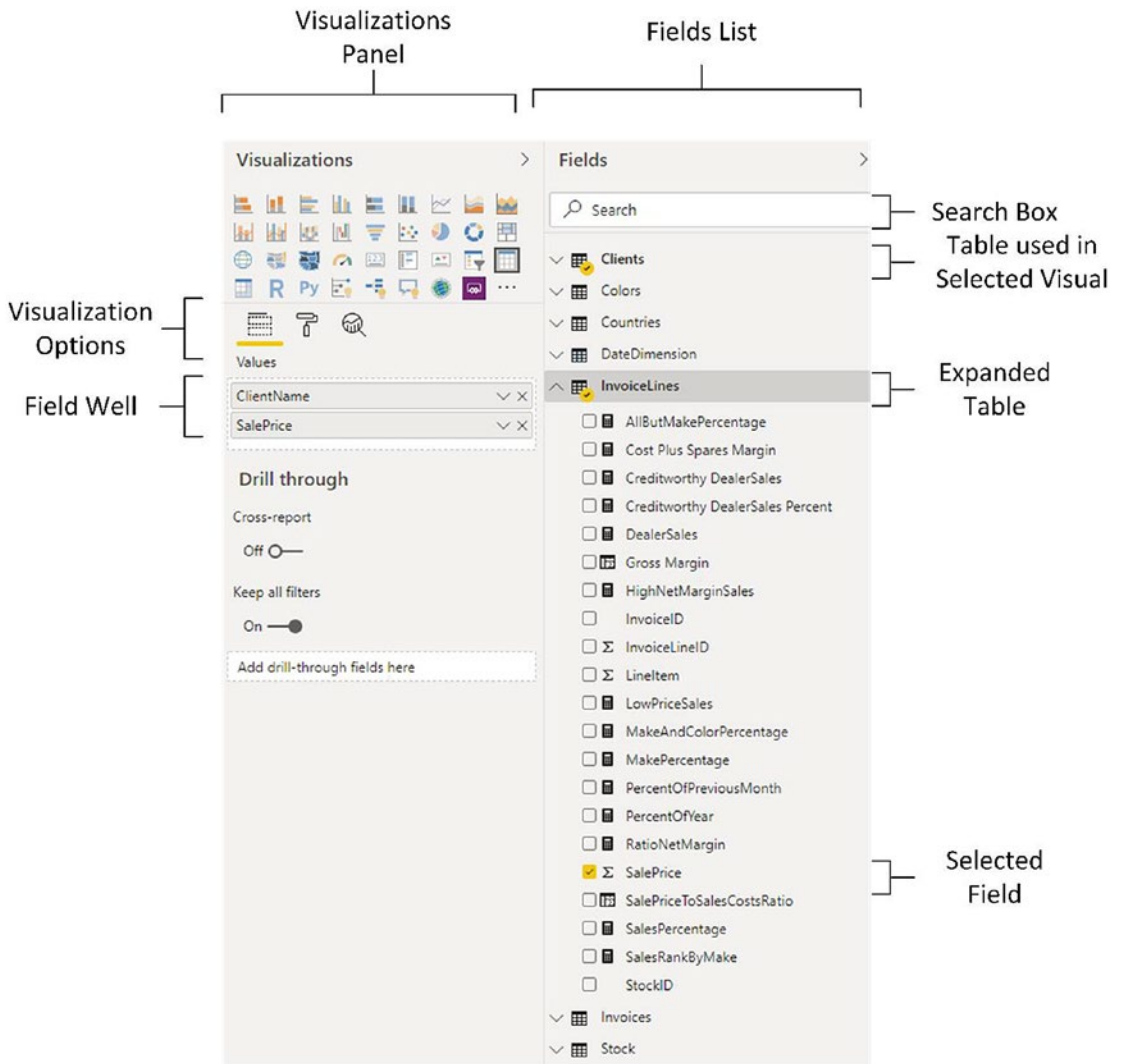 Visualizations
Panel
Fields List
Visualizations
Fields
Search
Search Box
Table used in
Selected Visual
Clients
Colors
Countries
DateDimension
InvoiceLines
Expanded
Table
R
Py
Visualization
Options
Values
Field Well
ClientName
SalePrice
Drill through
Cross-report
Off
Keep all filters
On
Add drill-through fields here
AllButMakePercentage
Cost Plus Spares Margin
Creditworthy DealerSales
Creditworthy DealerSales Percent
DealerSales
Gross Margin
HighNetMarginSales
InvoiceID
Σ InvoiceLineID
Σ LineItem
LowPriceSales
MakeAndColorPercentage
MakePercentage
PercentOfPreviousMonth
PercentOfYear
RatioNetMargin
Σ SalePrice
Selected
Field
SalePriceToSalesCostsRatio
SalesPercentage
SalesRankByMake
StockID
Invoices
Stock